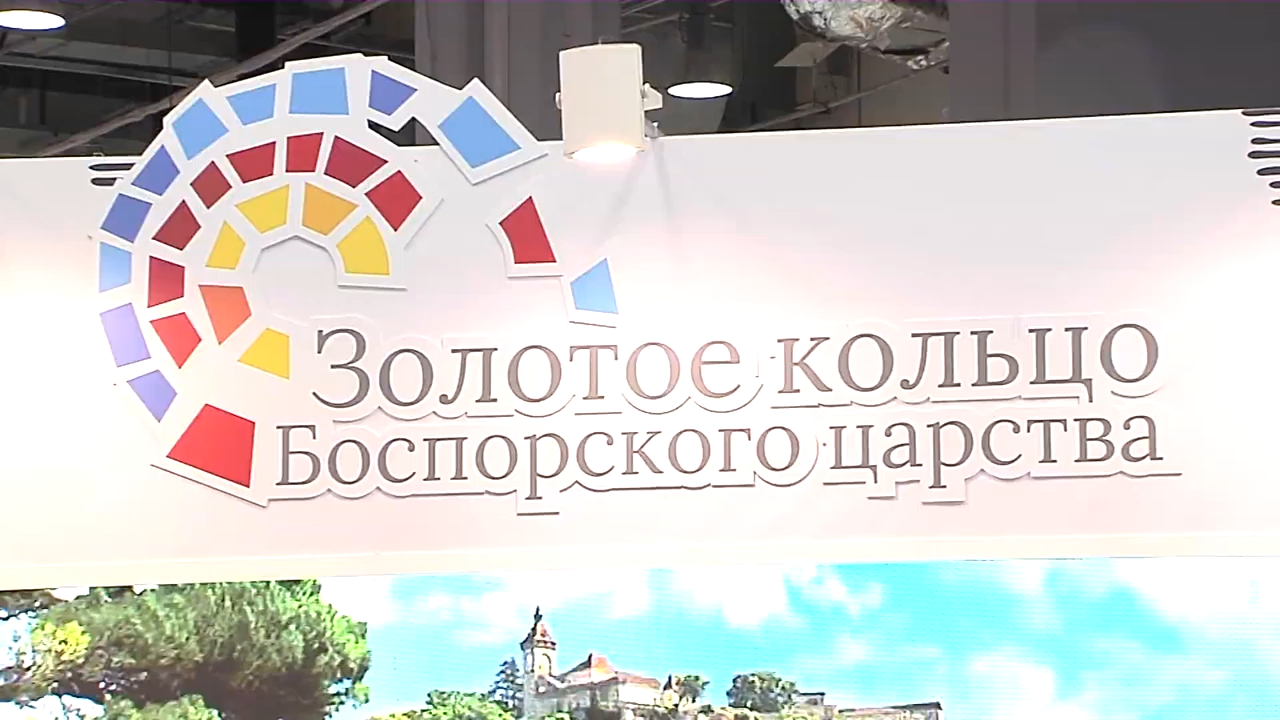 Золотое кольцо
Боспорского царства